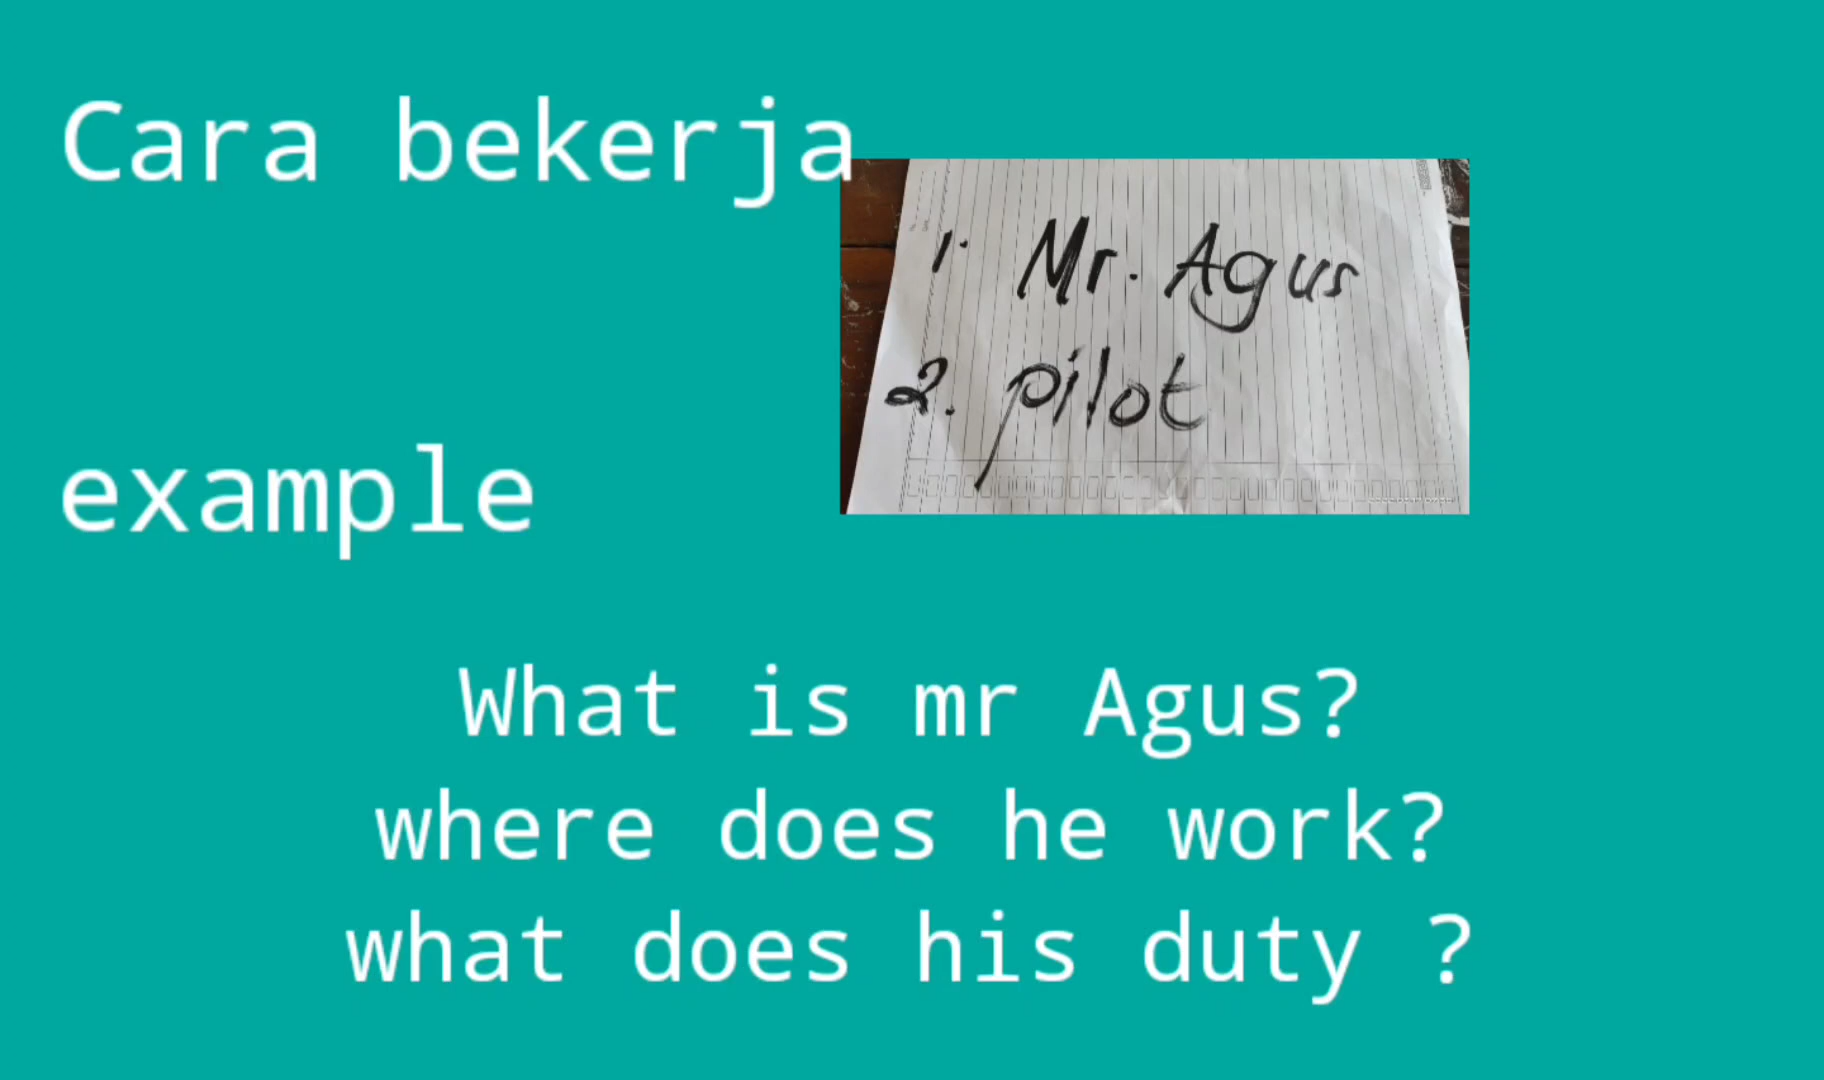 Cara bekerja
1. Mr. Agus
2. pilot
example
What is mr Agus?
where does he work?
what does his duty ?